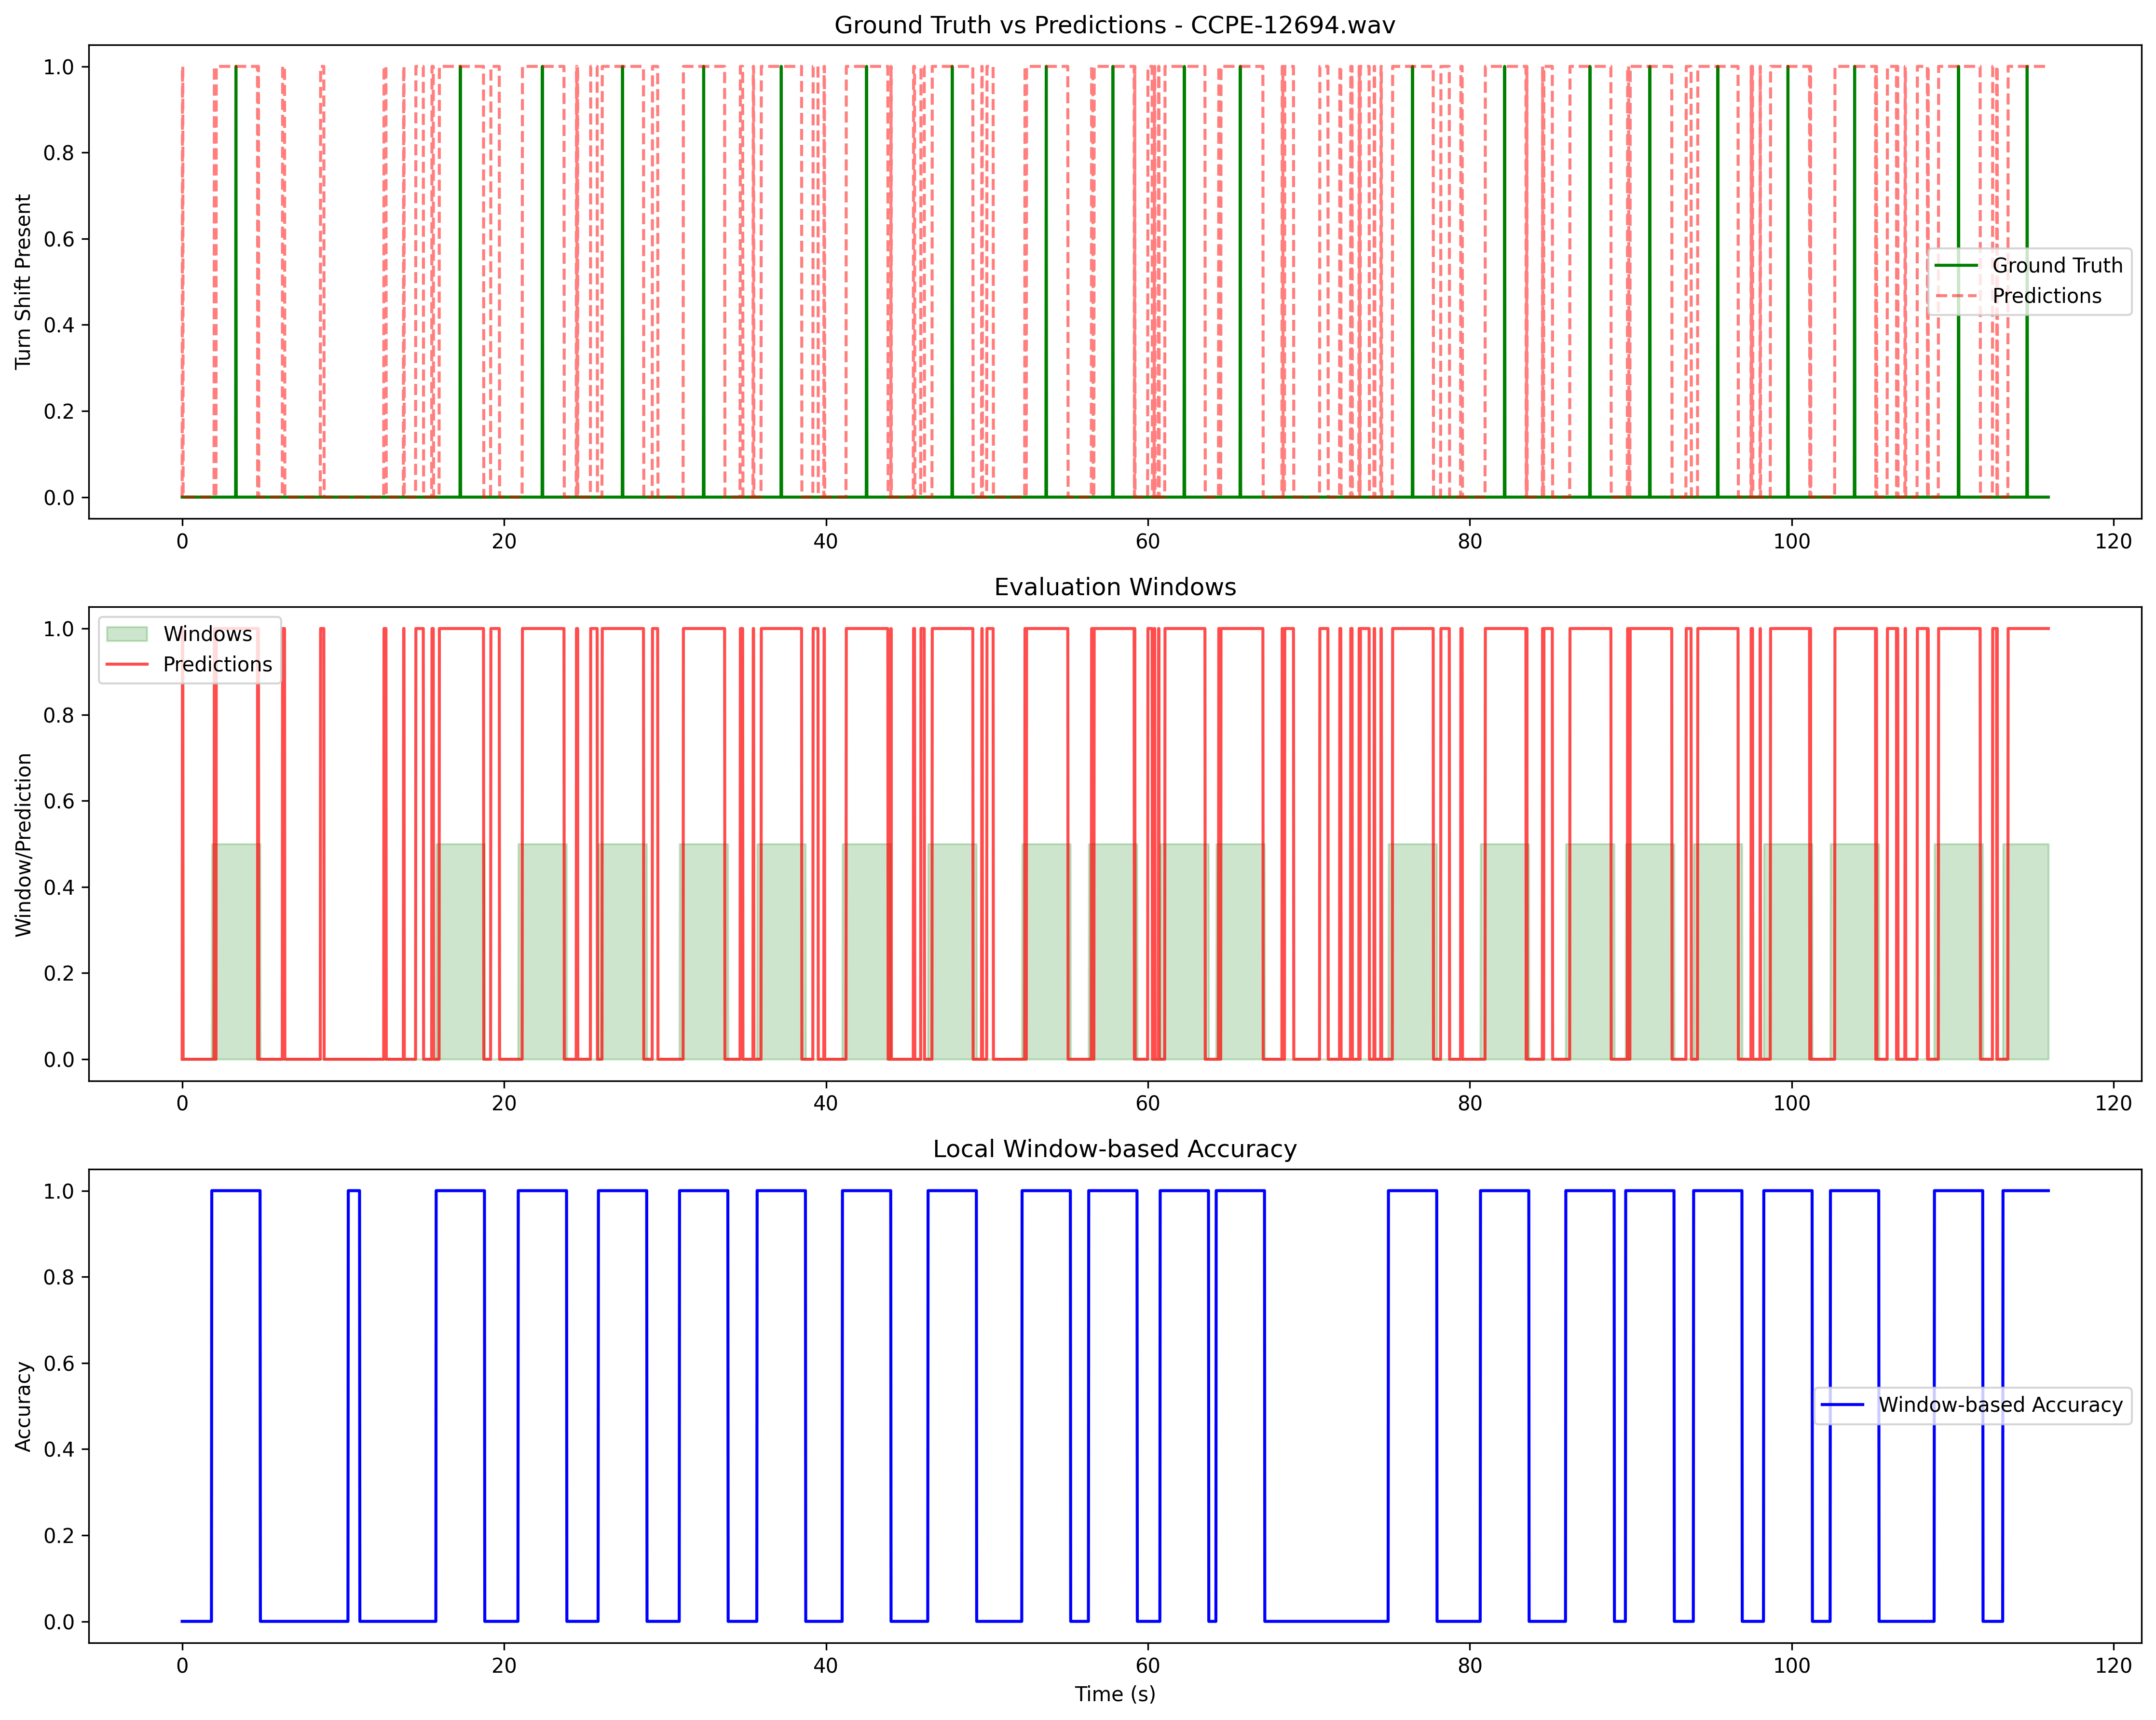 Ground Truth vs Predictions - CCPE-12694.wav
1.0
0.8
0.6
0.4
0.2
0.0
Turn Shift Present
Ground Truth
Predictions
0 20 40 60 80 100 120
Evaluation Windows
1.0
0.8
0.6
0.4
0.2
0.0
Window/Prediction
Windows
Predictions
0 20 40 60 80 100 120
Local Window-based Accuracy
1.0
0.8
0.6
0.4
0.2
0.0
Accuracy
Window-based Accuracy
0 20 40 60 80 100 120
Time (s)